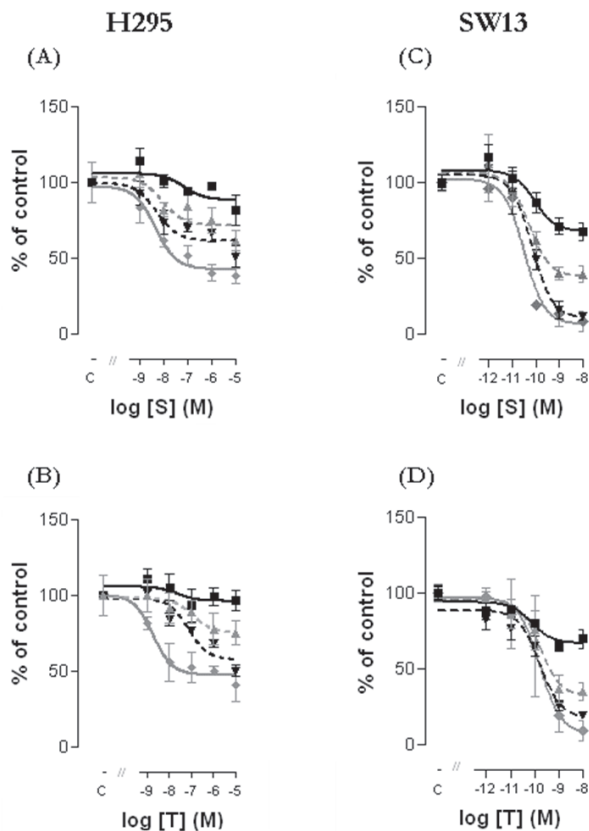 H295
SW13
(A)
150
100
50
0
% of control
- //
C
-9 -8 -7 -6 -5
log [S] (M)
(C)
150
100
50
0
% of control
- //
C
-12 -11 -10 -9 -8
log [S] (M)
(B)
150
100
50
0
% of control
- //
C
-9 -8 -7 -6 -5
log [T] (M)
(D)
150
100
50
0
% of control
- //
C
-12 -11 -10 -9 -8
log [T] (M)